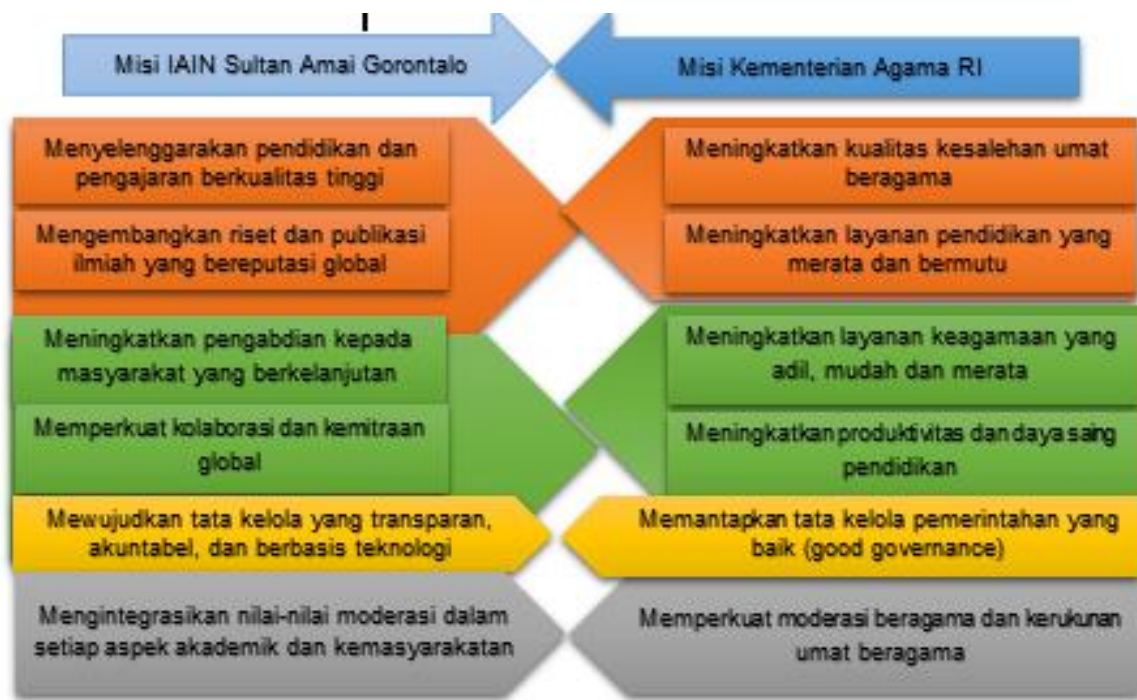 Misi IAIN Sultan Amai Gorontalo
Misi Kementerian Agama RI
Menyelenggarakan pendidikan dan
pengajaran berkualitas tinggi
Meningkatkan kualitas kesalehan umat
beragama
Mengembangkan riset dan publikasi
ilmiah yang bereputasi global
Meningkatkan layanan pendidikan yang
merata dan bermutu
Meningkatkan pengabdian kepada
masyarakat yang berkelanjutan
Meningkatkan layanan keagamaan yang
adil, mudah dan merata
Memperkuat kolaborasi dan kemitraan
global
Meningkatkan produktivitas dan daya saing
pendidikan
Mewujudkan tata kelola yang transparan,
akuntabel, dan berbasis teknologi
Memantapkan tata kelola pemerintahan yang
baik (good governance)
Mengintegrasikan nilai-nilai moderasi dalam
setiap aspek akademik dan kemasyarakatan
Memperkuat moderasi beragama dan kerukunan
umat beragama